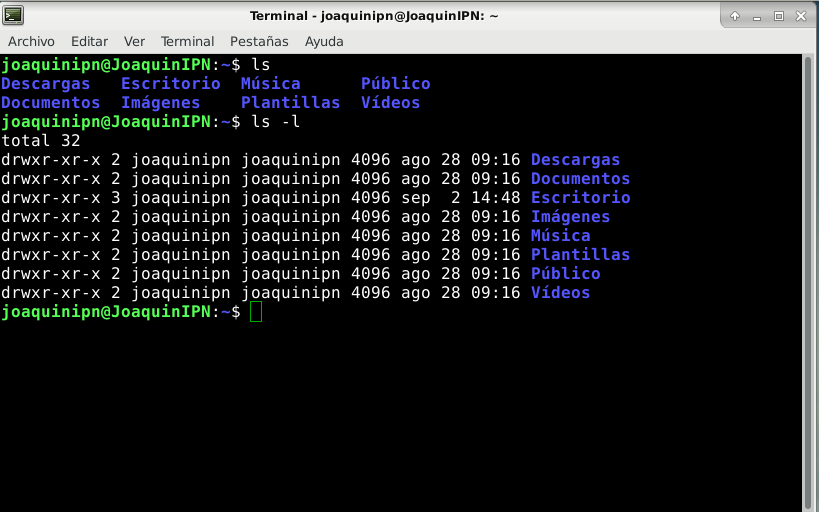 Terminal - joaquinipn@JoaquinIPN: ~
Archivo Editar Ver Terminal Pestañas Ayuda
joaquinipn@JoaquinIPN:~$ ls
Descargas Escritorio Música Público
Documentos Imágenes Plantillas Vídeos
joaquinipn@JoaquinIPN:~$ ls -l
total 32
drwxr-xr-x 2 joaquinipn joaquinipn 4096 ago 28 09:16 Descargas
drwxr-xr-x 2 joaquinipn joaquinipn 4096 ago 28 09:16 Documentos
drwxr-xr-x 3 joaquinipn joaquinipn 4096 sep  2 14:48 Escritorio
drwxr-xr-x 2 joaquinipn joaquinipn 4096 ago 28 09:16 Imágenes
drwxr-xr-x 2 joaquinipn joaquinipn 4096 ago 28 09:16 Música
drwxr-xr-x 2 joaquinipn joaquinipn 4096 ago 28 09:16 Plantillas
drwxr-xr-x 2 joaquinipn joaquinipn 4096 ago 28 09:16 Público
drwxr-xr-x 2 joaquinipn joaquinipn 4096 ago 28 09:16 Vídeos
joaquinipn@JoaquinIPN:~$